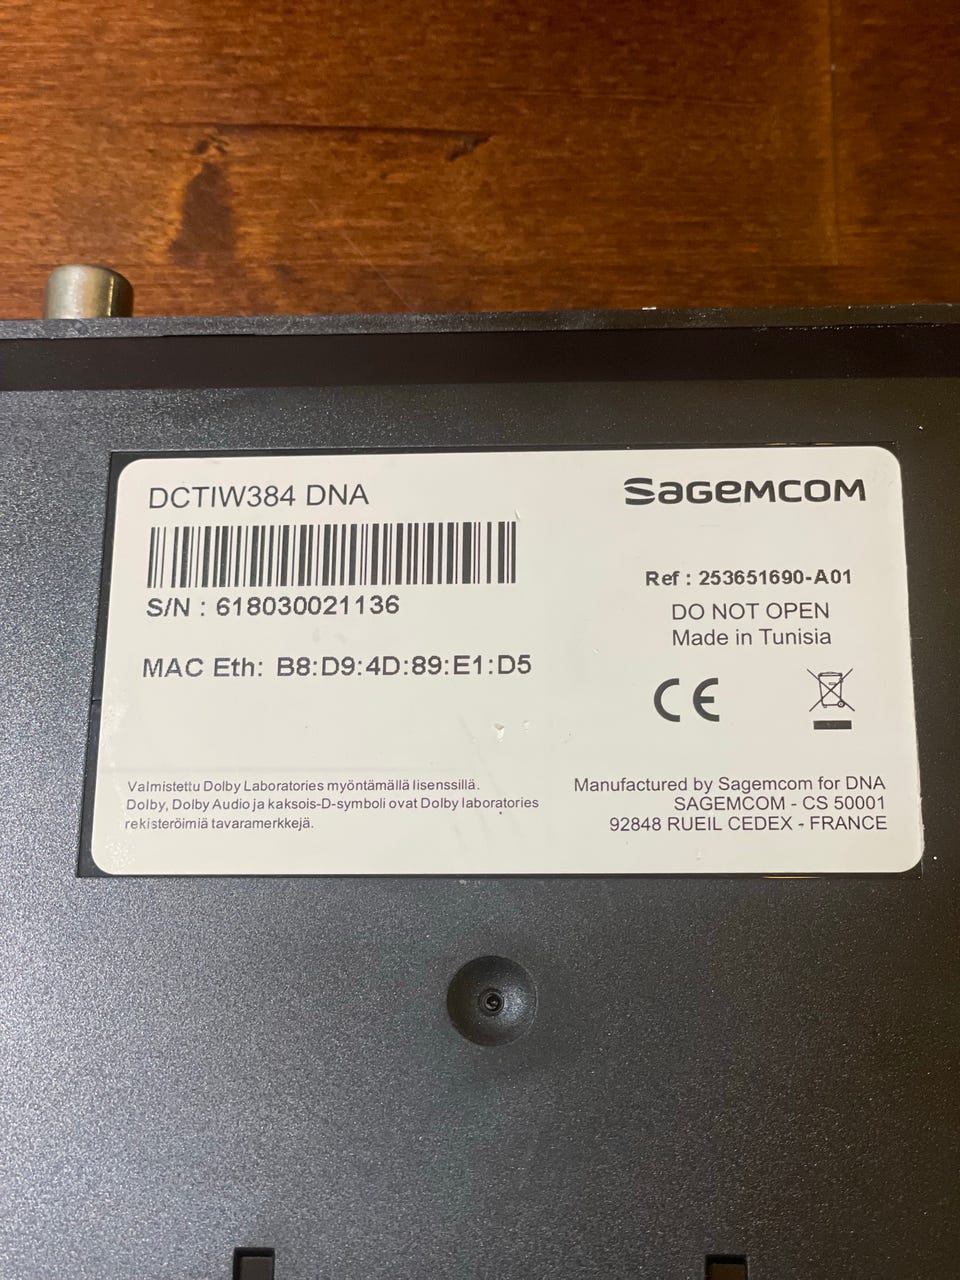 DCTIW384 DNA
S/N : 618030021136
MAC Eth: B8:D9:4D:89:E1:D5
Valmistettu Dolby Laboratories myöntämällä lisenssillä.
Dolby, Dolby Audio ja kaksois-D-symboli ovat Dolby laboratories
rekisteröimiä tavaramerkkejä.
SAGEMCOM
Ref : 253651690-A01
DO NOT OPEN
Made in Tunisia
CE
Manufactured by Sagemcom for DNA
SAGEMCOM - CS 50001
92848 RUEIL CEDEX - FRANCE